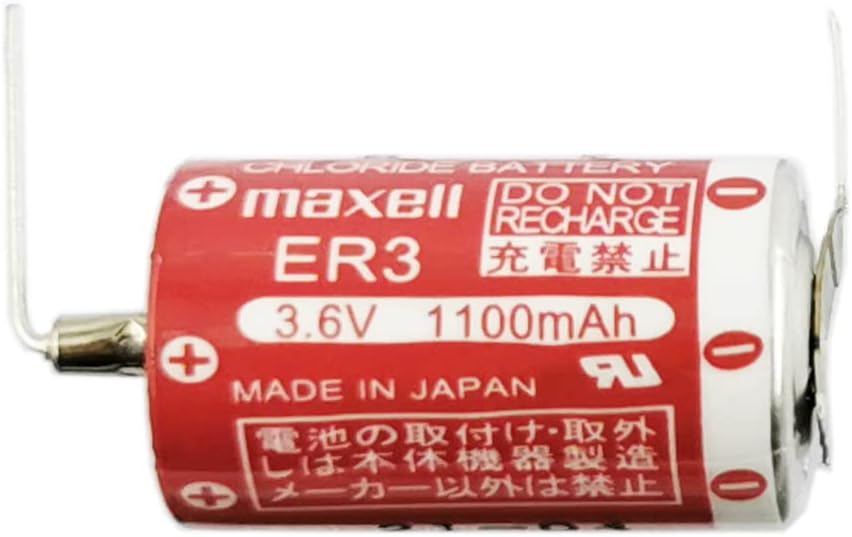 CHLORIDE BATTERY
maxell
DO NOT
RECHARGE
ER3
充電禁止
3.6V 1100mAh
MADE IN JAPAN
電池の取付け・取外
しは本体機器製造
メーカー以外は禁止